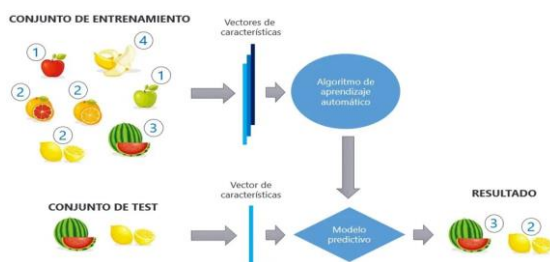 CONJUNTO DE ENTRENAMIENTO
1
4
1
2
2
2
3
Vectores de
características
Algoritmo de
aprendizaje
automático
CONJUNTO DE TEST
Vector de
características
Modelo
predictivo
RESULTADO
3
2